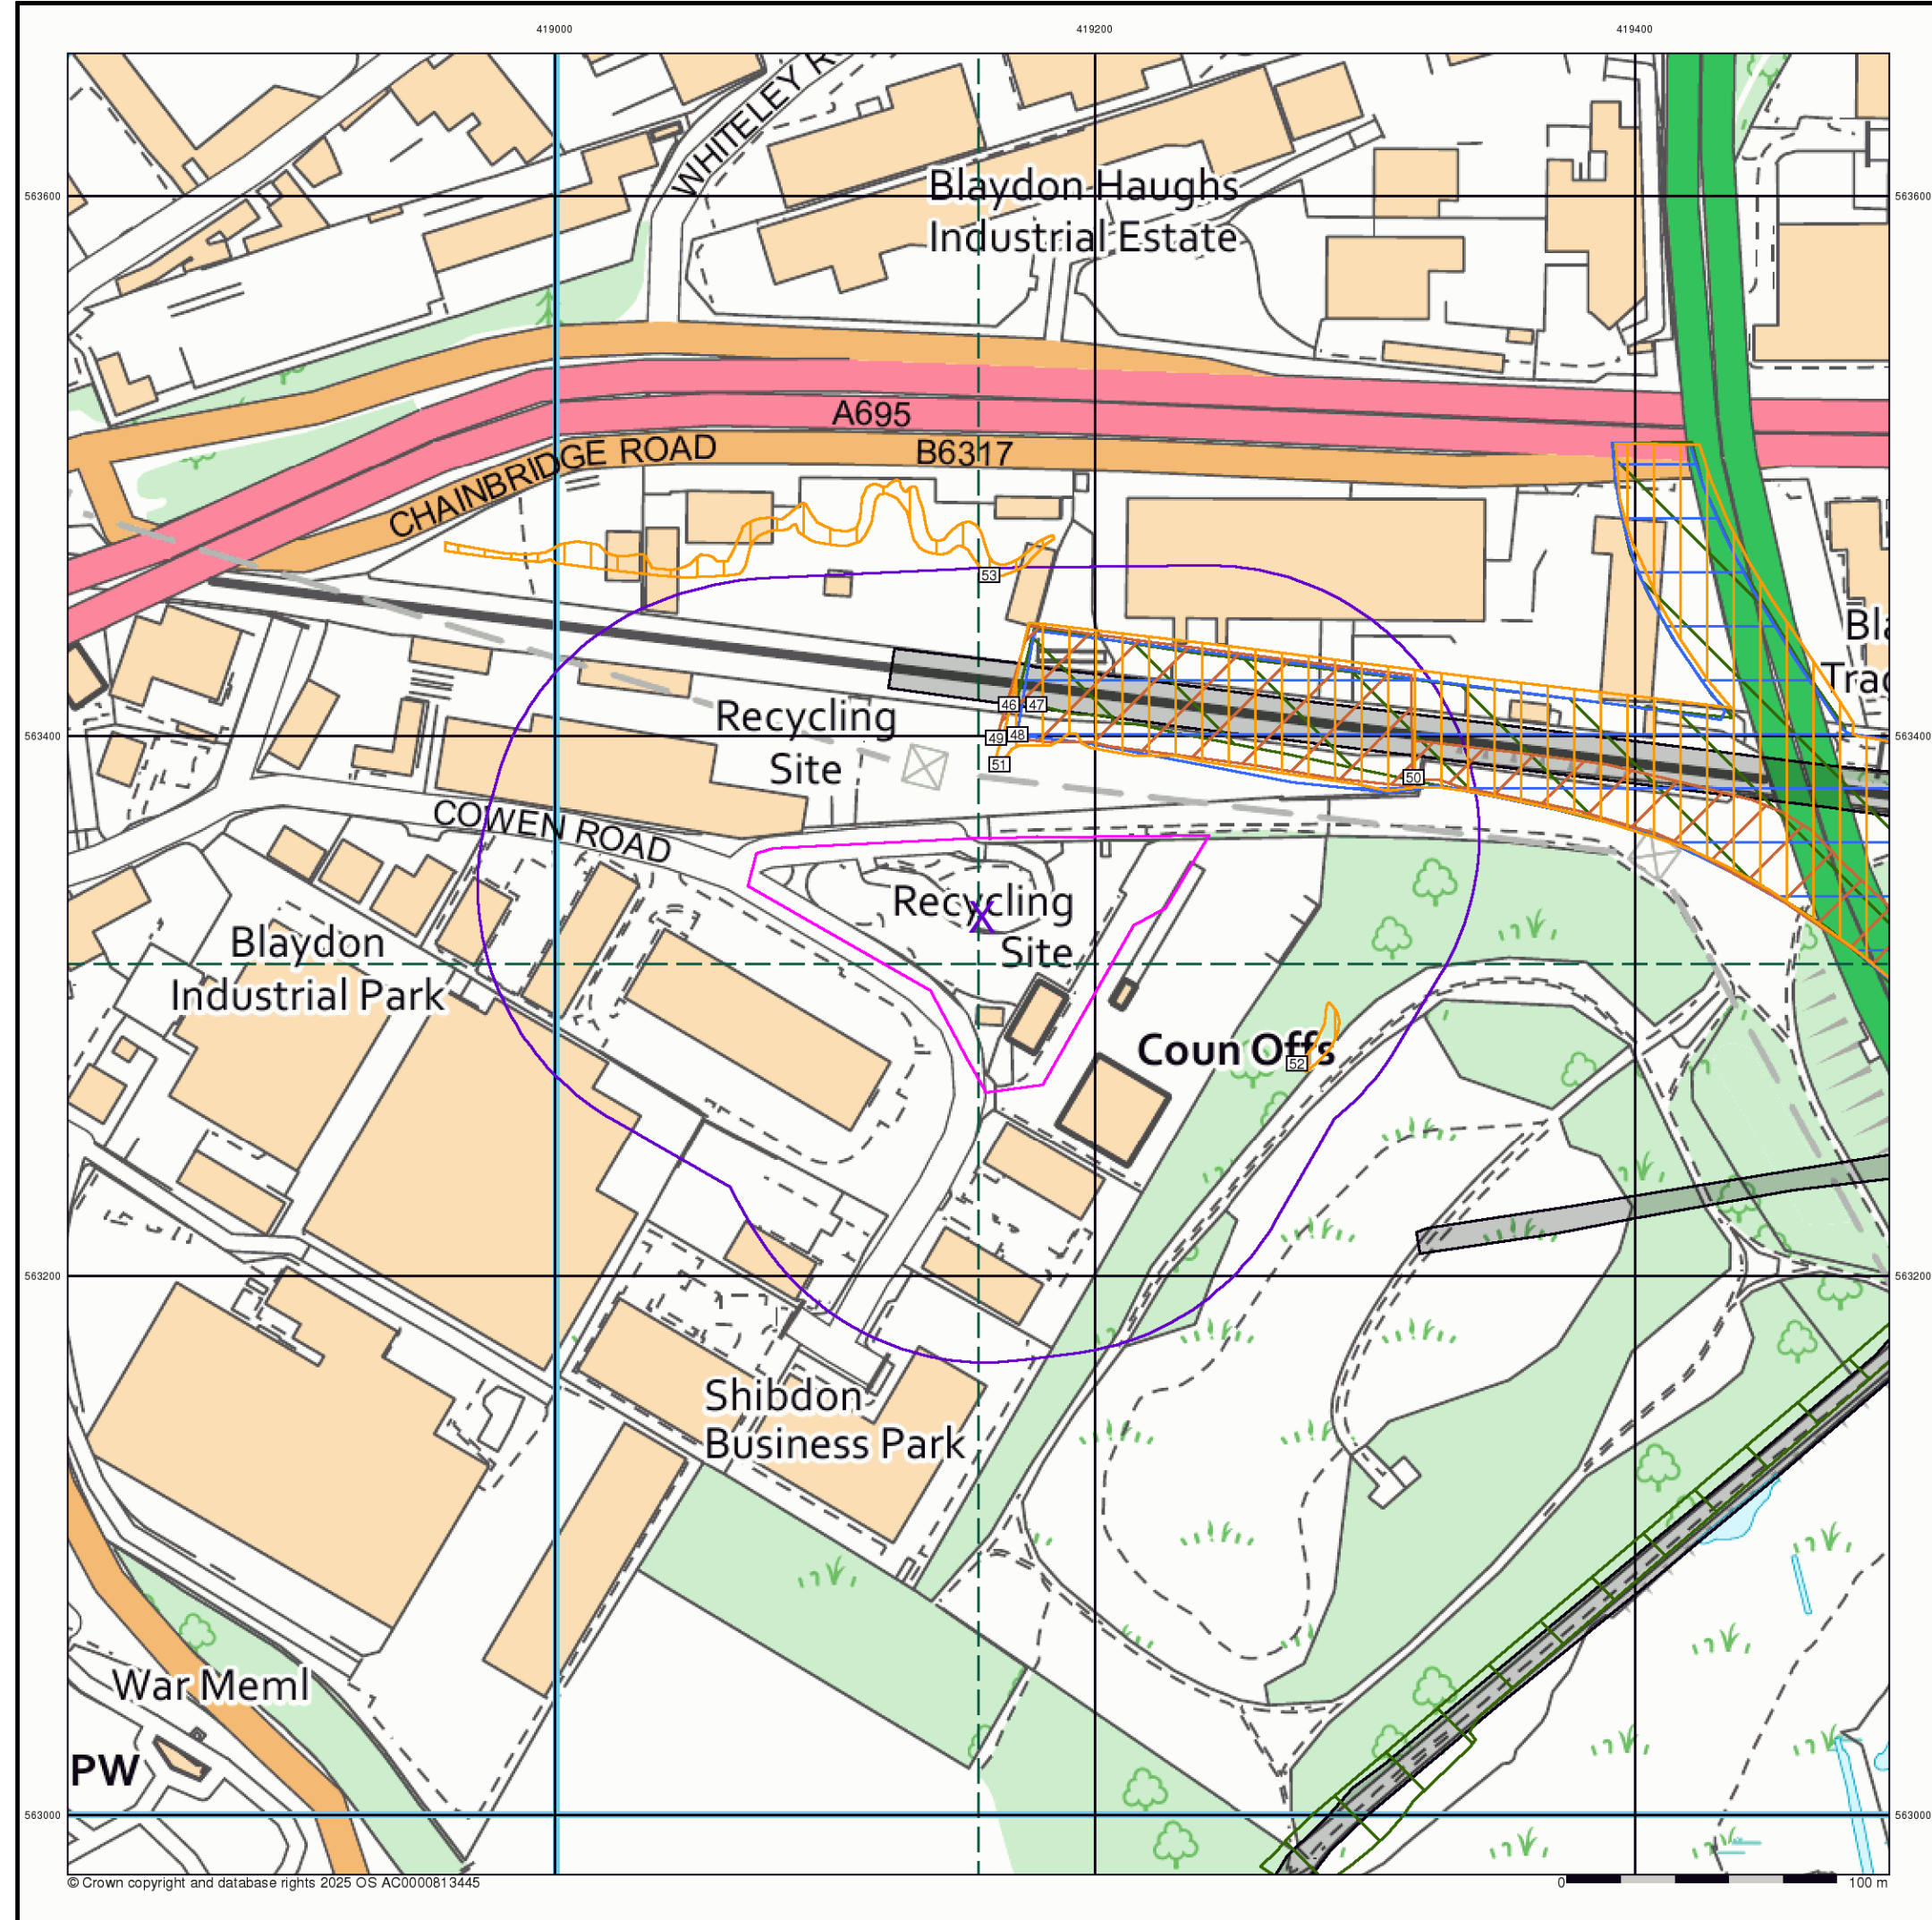 419000
419200
419400
WHITELEY R
563600
Blaydon Haughs
Industrial Estate
563600
A695
CHAINBRIDGE ROAD
B6317
53
Bla
Trac
46
47
Recycling
Site
49
48
51
50
563400
563400
COWEN ROAD
Recycling
Site
X
Blaydon
Industrial Park
Coun Offs
52
563200
563200
Shibdon
Business Park
War Meml
PW
563000
563000
© Crown copyright and database rights 2025 OS AC0000813445
0
100 m